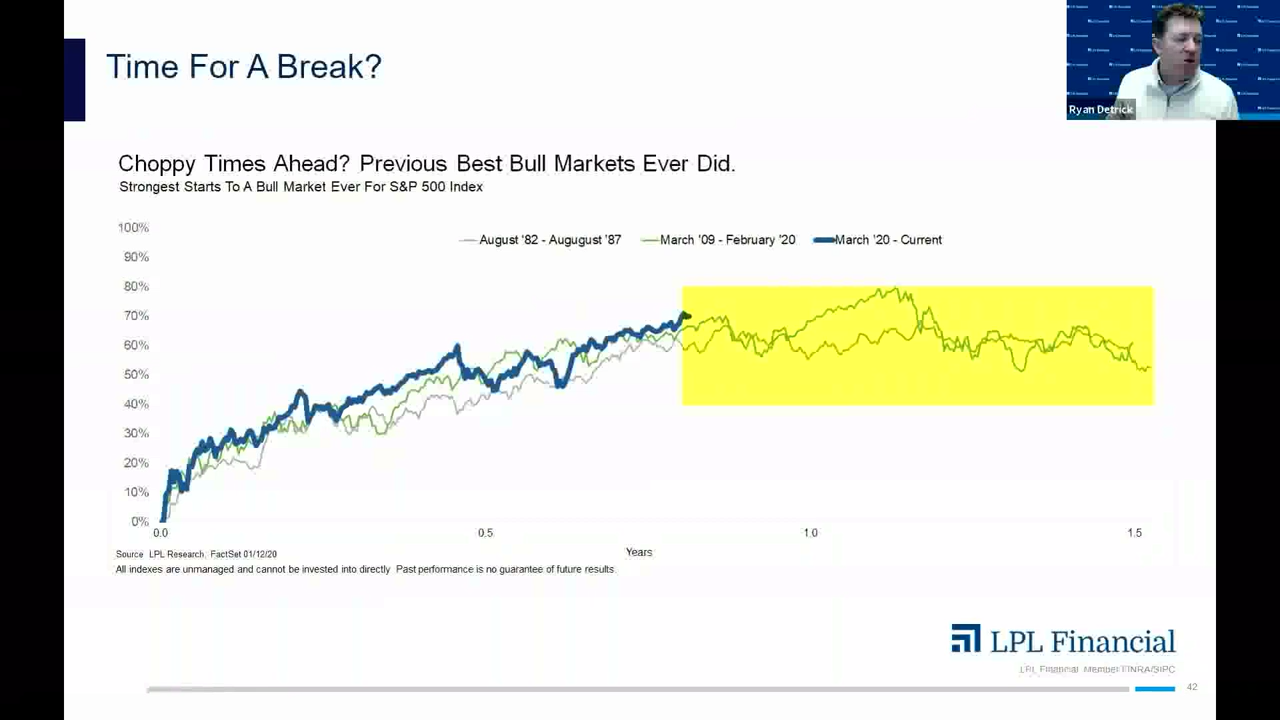 Time For A Break?
Ryan Detrick
Choppy Times Ahead? Previous Best Bull Markets Ever Did.
Strongest Starts To A Bull Market Ever For S&P 500 Index
100%
August '82 - Augugust '87
March '09 - February '20
March '20 - Current
90%
80%
70%
60%
50%
40%
30%
20%
10%
0%
0.0
0.5
1.0
1.5
Years
Source LPL Research, FactSet 01/12/20
All indexes are unmanaged and cannot be invested into directly Past performance is no guarantee of future results.
LPL Financial
LPL Financial Member FINRA/SIPC
42